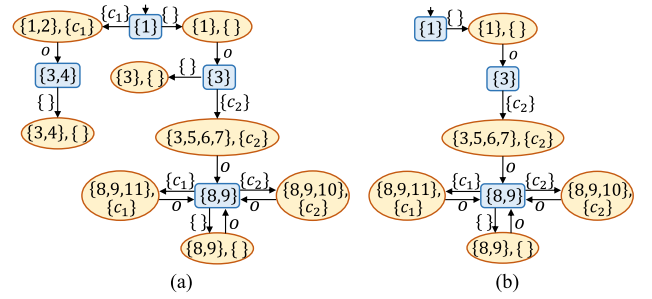 {1,2},{c₁} {c₁} {1} { } {1},{ }
o o
{3,4} {3},{ } { } {3}
{ } {c₂}
{3,4},{ } {3,5,6,7},{c₂}
o
{8,9,11},{c₁} {c₁} o {8,9} {c₂} o {8,9,10},{c₂}
{ } o
{8,9},{ }
(a)
{1} { } {1},{ }
o
{3}
{c₂}
{3,5,6,7},{c₂}
o
{8,9,11},{c₁} {c₁} o {8,9} {c₂} o {8,9,10},{c₂}
{ } o
{8,9},{ }
(b)